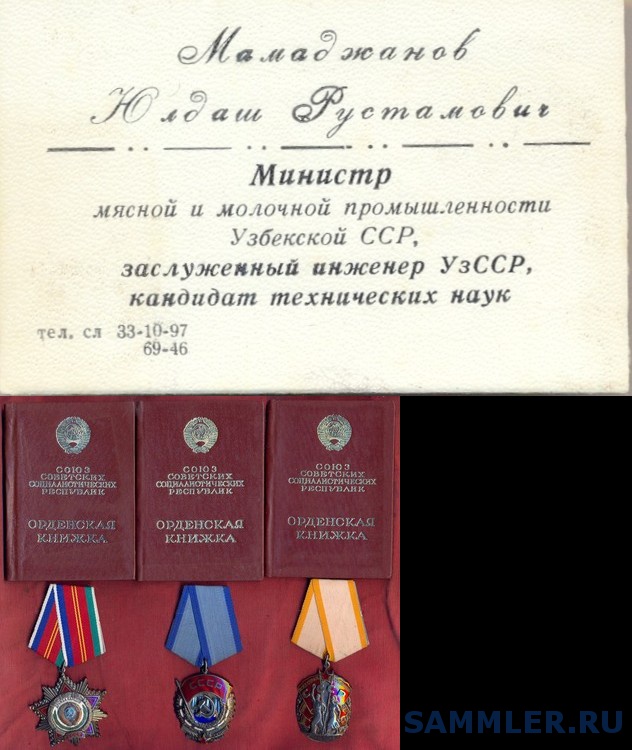 Мамаджанов
Юлдаш Рустамович
Министр
мясной и молочной промышленности
Узбекской ССР,
заслуженный инженер УзССР,
кандидат технических наук
тел. сл 33-10-97
69-46
СОЮЗ
СОВЕТСКИХ
СОЦИАЛИСТИЧЕСКИХ
РЕСПУБЛИК
ОРДЕНСКАЯ
КНИЖКА
СОЮЗ
СОВЕТСКИХ
СОЦИАЛИСТИЧЕСКИХ
РЕСПУБЛИК
ОРДЕНСКАЯ
КНИЖКА
СОЮЗ
СОВЕТСКИХ
СОЦИАЛИСТИЧЕСКИХ
РЕСПУБЛИК
ОРДЕНСКАЯ
КНИЖКА
СССР
SAMMLER.RU